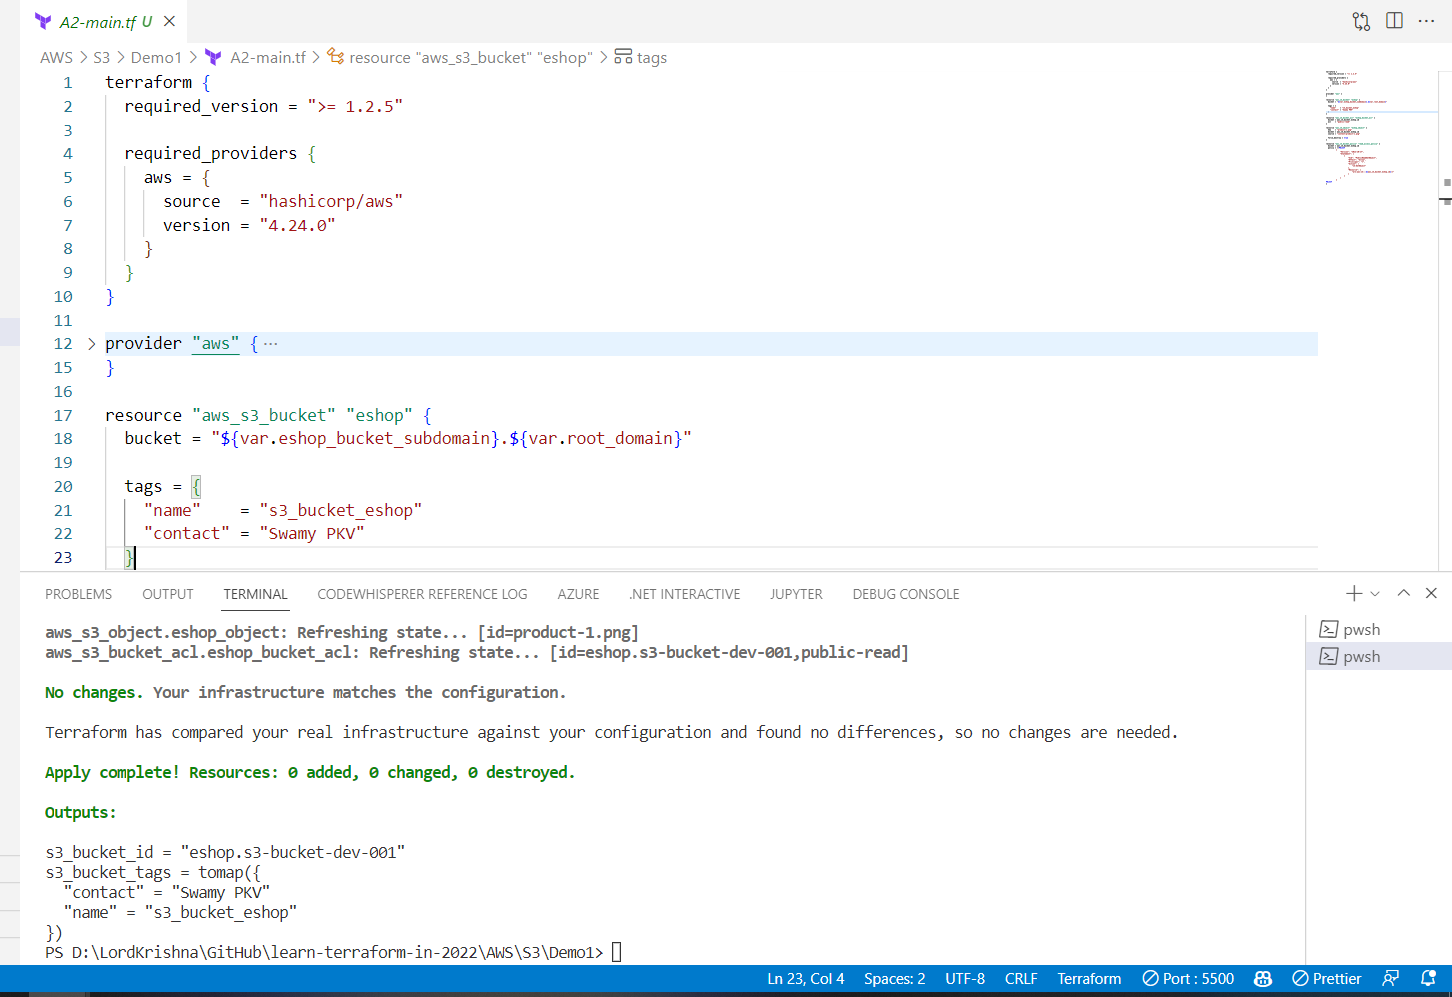 A2-main.tf U
AWS > S3 > Demo1 > A2-main.tf > resource "aws_s3_bucket" "eshop" > tags
1 terraform {
2 required_version = ">= 1.2.5"
3
4 required_providers {
5 aws = {
6 source  = "hashicorp/aws"
7 version = "4.24.0"
8 }
9 }
10 }
11
12 provider "aws" { ···
15 }
16
17 resource "aws_s3_bucket" "eshop" {
18 bucket = "${var.eshop_bucket_subdomain}.${var.root_domain}"
19
20 tags = {
21 "name"    = "s3_bucket_eshop"
22 "contact" = "Swamy PKV"
23 }
PROBLEMS OUTPUT TERMINAL CODEWHISPERER REFERENCE LOG AZURE .NET INTERACTIVE JUPYTER DEBUG CONSOLE
aws_s3_object.eshop_object: Refreshing state... [id=product-1.png]
aws_s3_bucket_acl.eshop_bucket_acl: Refreshing state... [id=eshop.s3-bucket-dev-001,public-read]
No changes. Your infrastructure matches the configuration.
Terraform has compared your real infrastructure against your configuration and found no differences, so no changes are needed.
Apply complete! Resources: 0 added, 0 changed, 0 destroyed.
Outputs:
s3_bucket_id = "eshop.s3-bucket-dev-001"
s3_bucket_tags = tomap({
"contact" = "Swamy PKV"
"name" = "s3_bucket_eshop"
})
PS D:\LordKrishna\GitHub\learn-terraform-in-2022\AWS\S3\Demo1>
pwsh
pwsh
Ln 23, Col 4 Spaces: 2 UTF-8 CRLF Terraform Port : 5500 Prettier